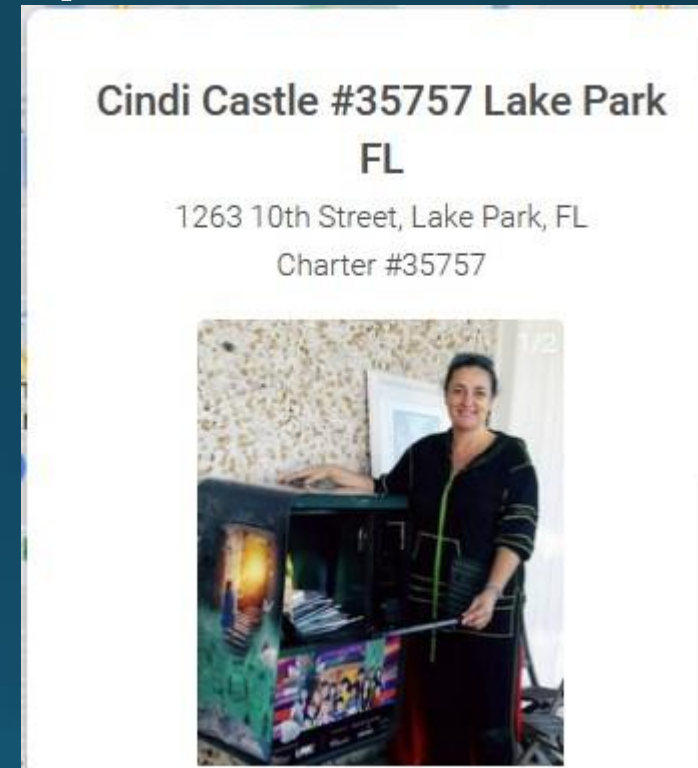 Cindi Castle #35757 Lake Park
FL
1263 10th Street, Lake Park, FL
Charter #35757
1/2